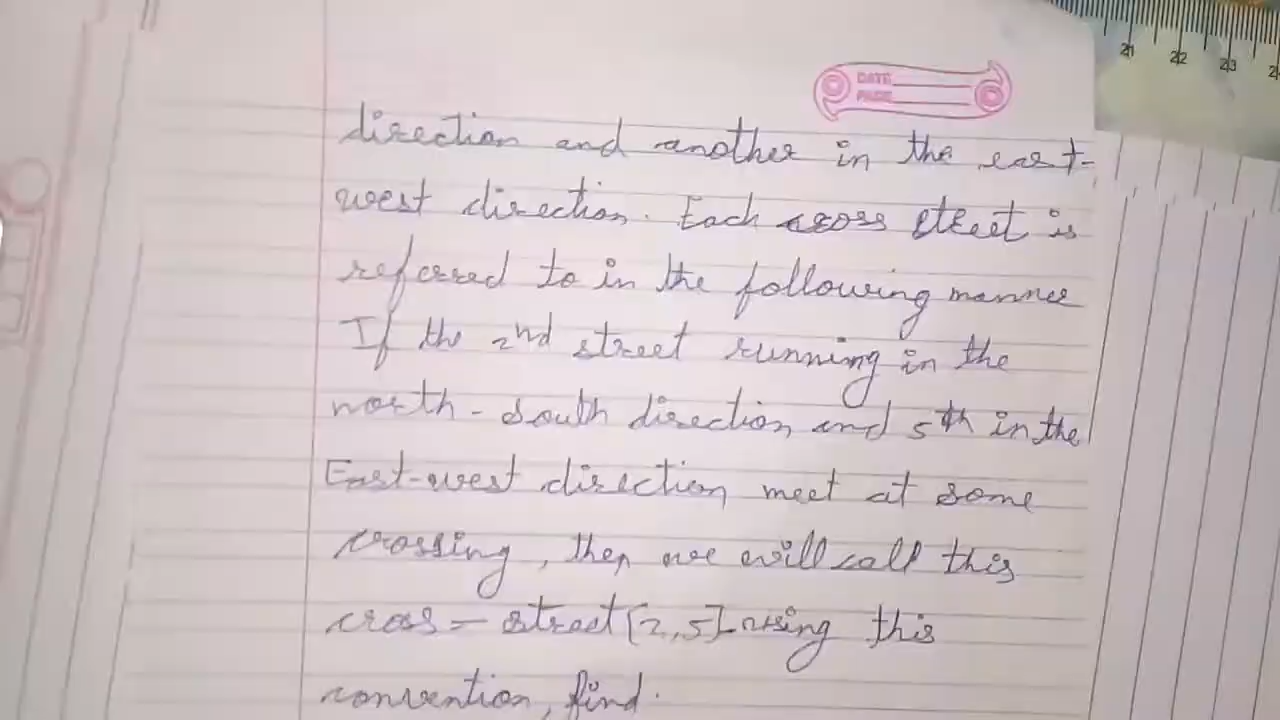 DATE
PAGE
direction and another in the east-
west direction. Each cross street is
referred to in the following manner
If the 2nd street running in the
north - south direction and 5th in the
East-west direction meet at some
crossing, then we will call this
cross = street [2,5] using this
convention, find.
21 22 23